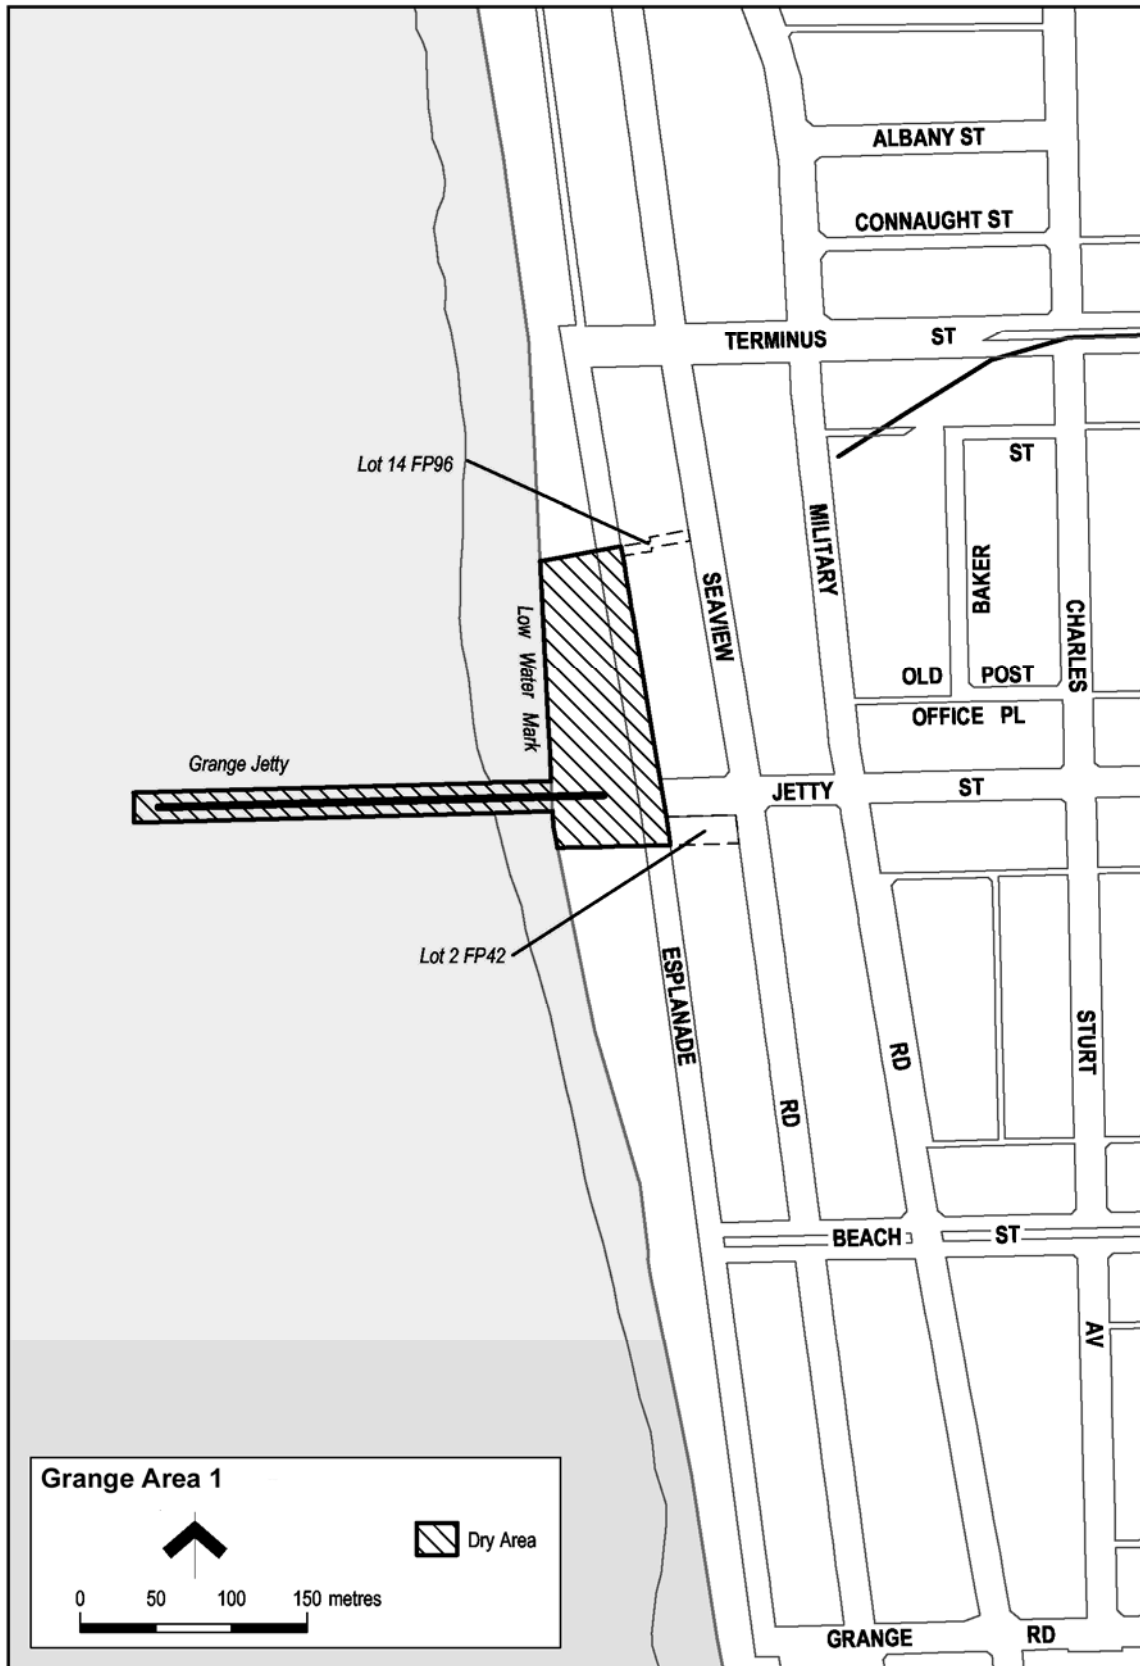 ALBANY ST
CONNAUGHT ST
TERMINUS ST
Lot 14 FP96
ST
MILITARY
BAKER
SEAVIEW
CHARLES
Low Water Mark
OLD POST
OFFICE PL
Grange Jetty
JETTY ST
Lot 2 FP42
ESPLANADE
STURT
RD
RD
BEACH ST
AV
Grange Area 1
Dry Area
0 50 100 150 metres
GRANGE RD